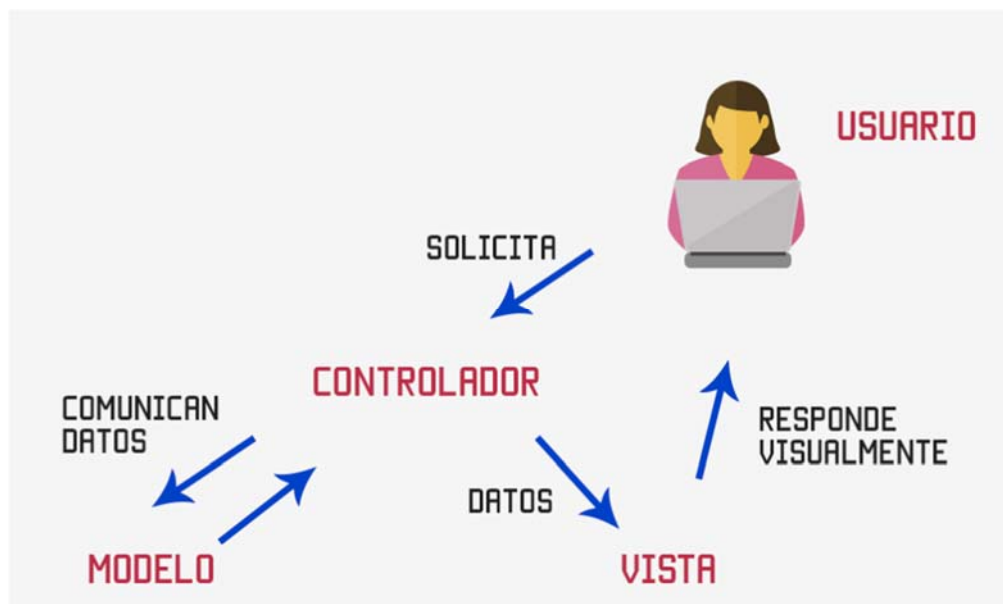 USUARIO
SOLICITA
CONTROLADOR
COMUNICAN
DATOS
RESPONDE
VISUALMENTE
DATOS
MODELO
VISTA